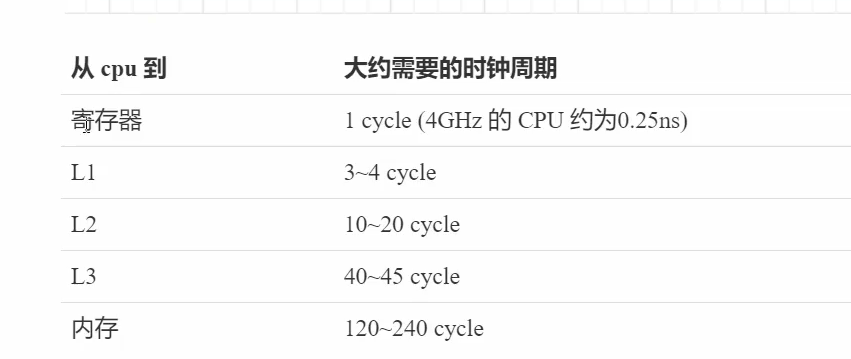 从 cpu 到 大约需要的时钟周期
寄存器 1 cycle (4GHz 的 CPU 约为0.25ns)
L1 3~4 cycle
L2 10~20 cycle
L3 40~45 cycle
内存 120~240 cycle